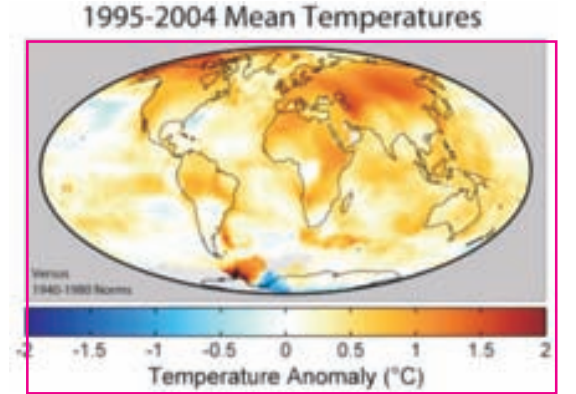 1995-2004 Mean Temperatures
Versus
1940-1980 Norms
-2 -1.5 -1 -0.5 0 0.5 1 1.5 2
Temperature Anomaly (°C)